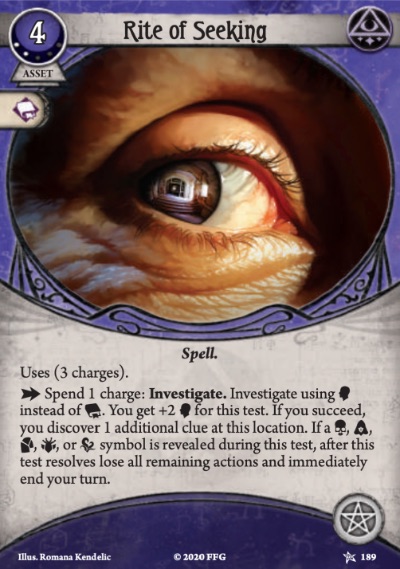 4
Rite of Seeking
ASSET
Spell.
Uses (3 charges).
Spend 1 charge: Investigate. Investigate using
instead of . You get +2 for this test. If you succeed,
you discover 1 additional clue at this location. If a , ,
, , or symbol is revealed during this test, after this
test resolves lose all remaining actions and immediately
end your turn.
Illus. Romana Kendelic
© 2020 FFG
189